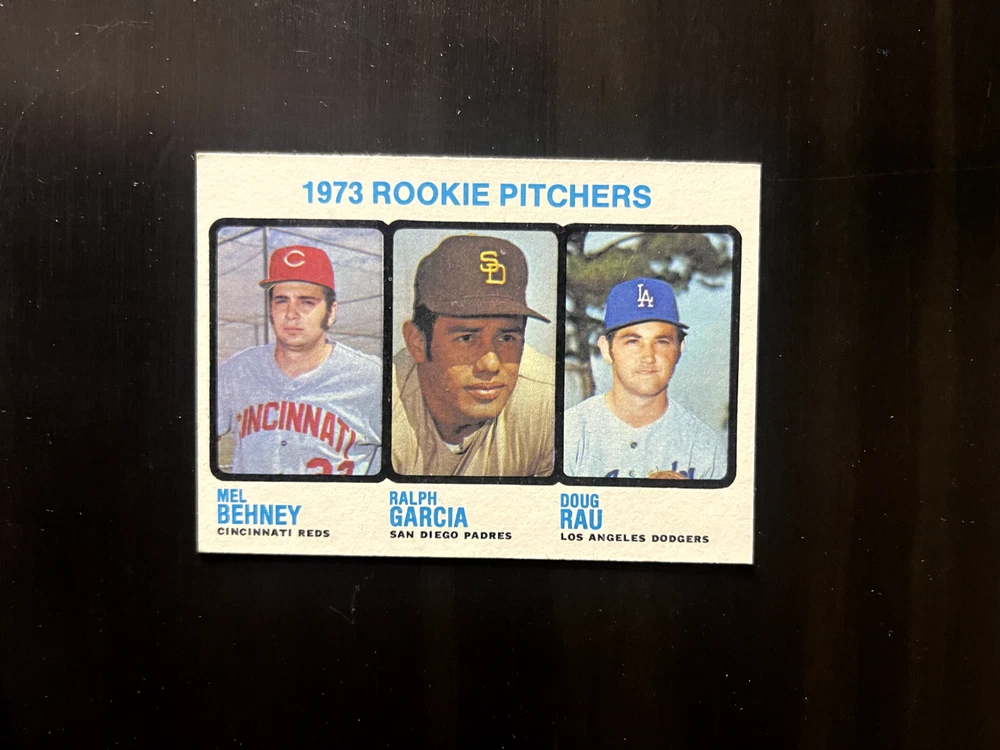 1973 ROOKIE PITCHERS
C
SD
LA
CINCINNATI
MEL
BEHNEY
CINCINNATI REDS
RALPH
GARCIA
SAN DIEGO PADRES
DOUG
RAU
LOS ANGELES DODGERS